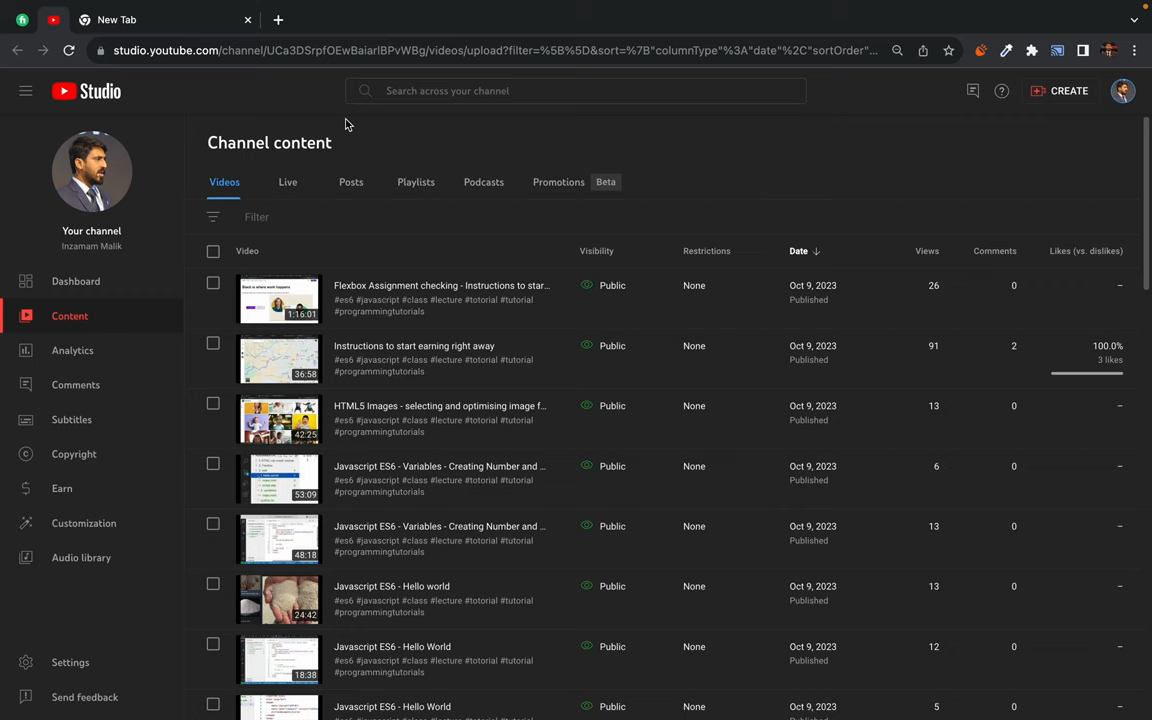 New Tab
studio.youtube.com/channel/UCa3DSrpfOEwBaiarlBPvWBg/videos/upload?filter=%5B%5D&sort=%7B"columnType"%3A"date"%2C"sortOrder"...
Studio
Search across your channel
CREATE
Channel content
Videos Live Posts Playlists Podcasts Promotions Beta
Filter
Your channel
Inzamam Malik
Dashboard
Content
Analytics
Comments
Subtitles
Copyright
Earn
Customization
Audio library
Settings
Send feedback
Video Visibility Restrictions Date Views Comments Likes (vs. dislikes)
1:16:01
Flexbox Assignment checking - Instructions to star... Public None Oct 9, 2023 26 0 –
#es6 #javascript #class #lecture #totorial #tutorial Published
#programmingtutorials
36:58
Instructions to start earning right away Public None Oct 9, 2023 91 2 100.0%
#es6 #javascript #class #lecture #totorial #tutorial Published 3 likes
#programmingtutorials
42:25
HTML5 Images - selecting and optimising image f... Public None Oct 9, 2023 13 0 –
#es6 #javascript #class #lecture #totorial #tutorial Published
#programmingtutorials
53:09
Javascript ES6 - Variables - Creating Number and ... Public None Oct 9, 2023 6 0 –
#es6 #javascript #class #lecture #totorial #tutorial Published
#programmingtutorials
48:18
Javascript ES6 - Variables - Creating Number and ... Public None Oct 9, 2023 13 0 –
#es6 #javascript #class #lecture #totorial #tutorial Published
#programmingtutorials
24:42
Javascript ES6 - Hello world Public None Oct 9, 2023 13 0 –
#es6 #javascript #class #lecture #totorial #tutorial Published
#programmingtutorials
18:38
Javascript ES6 - Hello World Public None Oct 9, 2023 12 0 –
#es6 #javascript #class #lecture #totorial #tutorial Published
#programmingtutorials
Javascript ES6 - Hello World Public None Oct 9, 2023 5 0 –